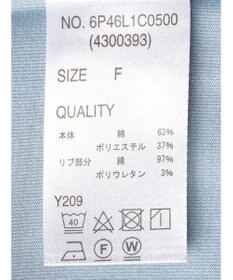 NO. 6P46L1C0500
(4300393)
SIZE F
QUALITY
本体 綿 63%
ポリエステル 37%
リブ部分 綿 97%
ポリウレタン 3%
Y209
40
F W